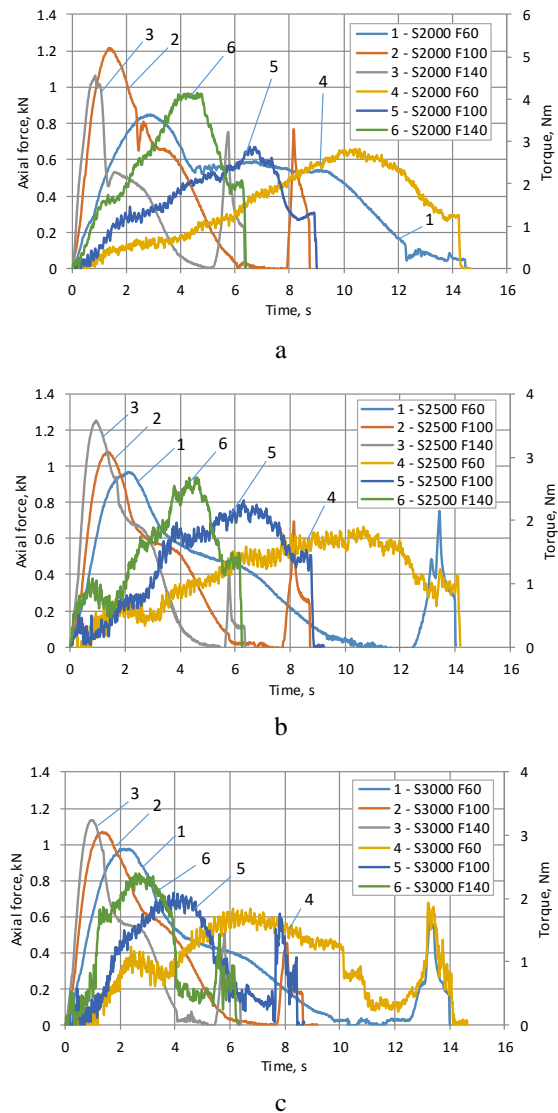 1.4
1.2
1
0.8
0.6
0.4
0.2
0
Axial force, kN
6
5
4
3
2
1
0
Torque, Nm
0 2 4 6 8 10 12 14 16
Time, s
3
2
6
5
4
1
1 - S2000 F60
2 - S2000 F100
3 - S2000 F140
4 - S2000 F60
5 - S2000 F100
6 - S2000 F140
a
1.4
1.2
1
0.8
0.6
0.4
0.2
0
Axial force, kN
4
3
2
1
0
Torque, Nm
0 2 4 6 8 10 12 14 16
Time, s
3
2
1
6
5
4
1 - S2500 F60
2 - S2500 F100
3 - S2500 F140
4 - S2500 F60
5 - S2500 F100
6 - S2500 F140
b
1.4
1.2
1
0.8
0.6
0.4
0.2
0
Axial force, kN
4
3
2
1
0
Torque, Nm
0 2 4 6 8 10 12 14 16
Time, s
3
2
1
6
5
4
1 - S3000 F60
2 - S3000 F100
3 - S3000 F140
4 - S3000 F60
5 - S3000 F100
6 - S3000 F140
c